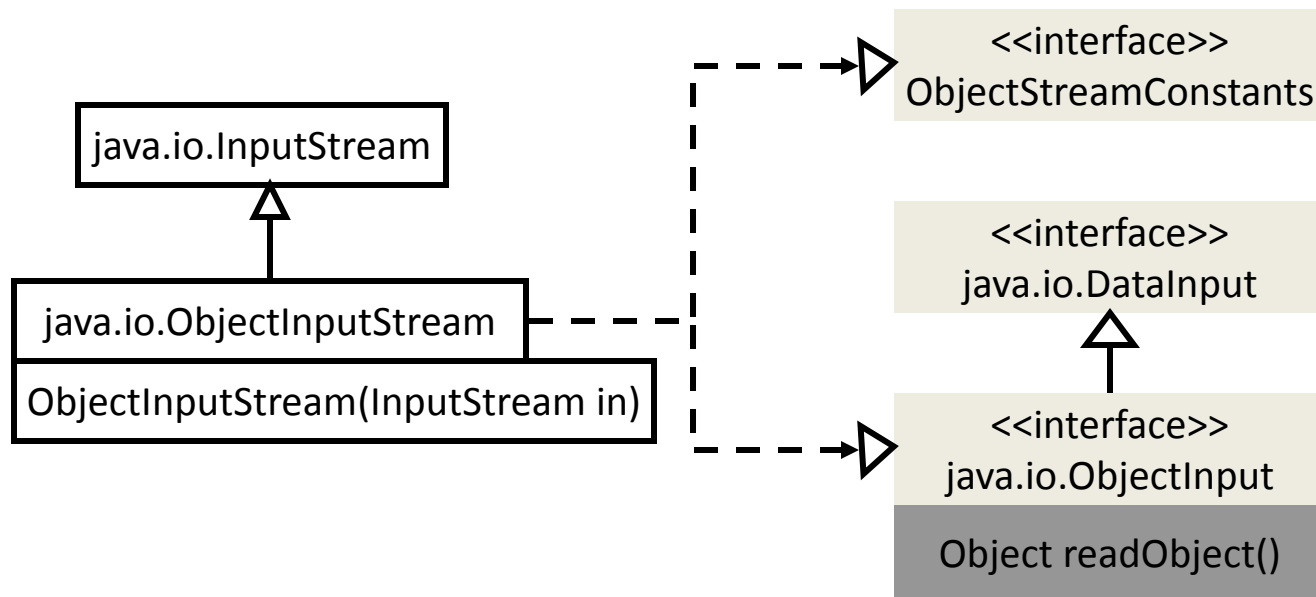 <<interface>>
ObjectStreamConstants
java.io.InputStream
<<interface>>
java.io.DataInput
java.io.ObjectInputStream
ObjectInputStream(InputStream in)
<<interface>>
java.io.ObjectInput
Object readObject()